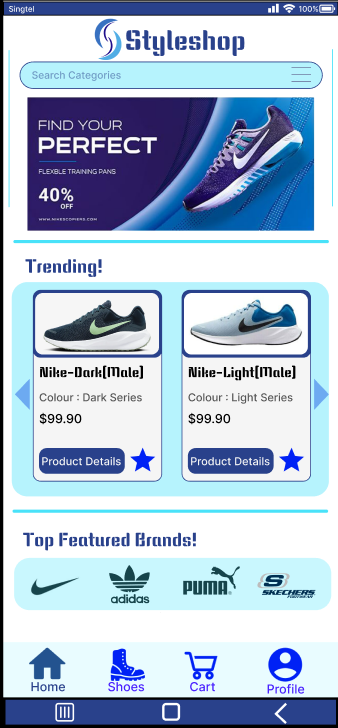 Singtel
100%
Styleshop
Search Categories
FIND YOUR
PERFECT
FLEXBLE TRAINING PANS
40%
OFF
WWW.NIKESCOPIERS.COM
Trending!
Nike-Dark(Male)
Colour : Dark Series
$99.90
Product Details
Nike-Light(Male)
Colour : Light Series
$99.90
Product Details
Top Featured Brands!
adidas
PUMA
S
SKECHERS
FOOTWEAR
Home
Shoes
Cart
Profile